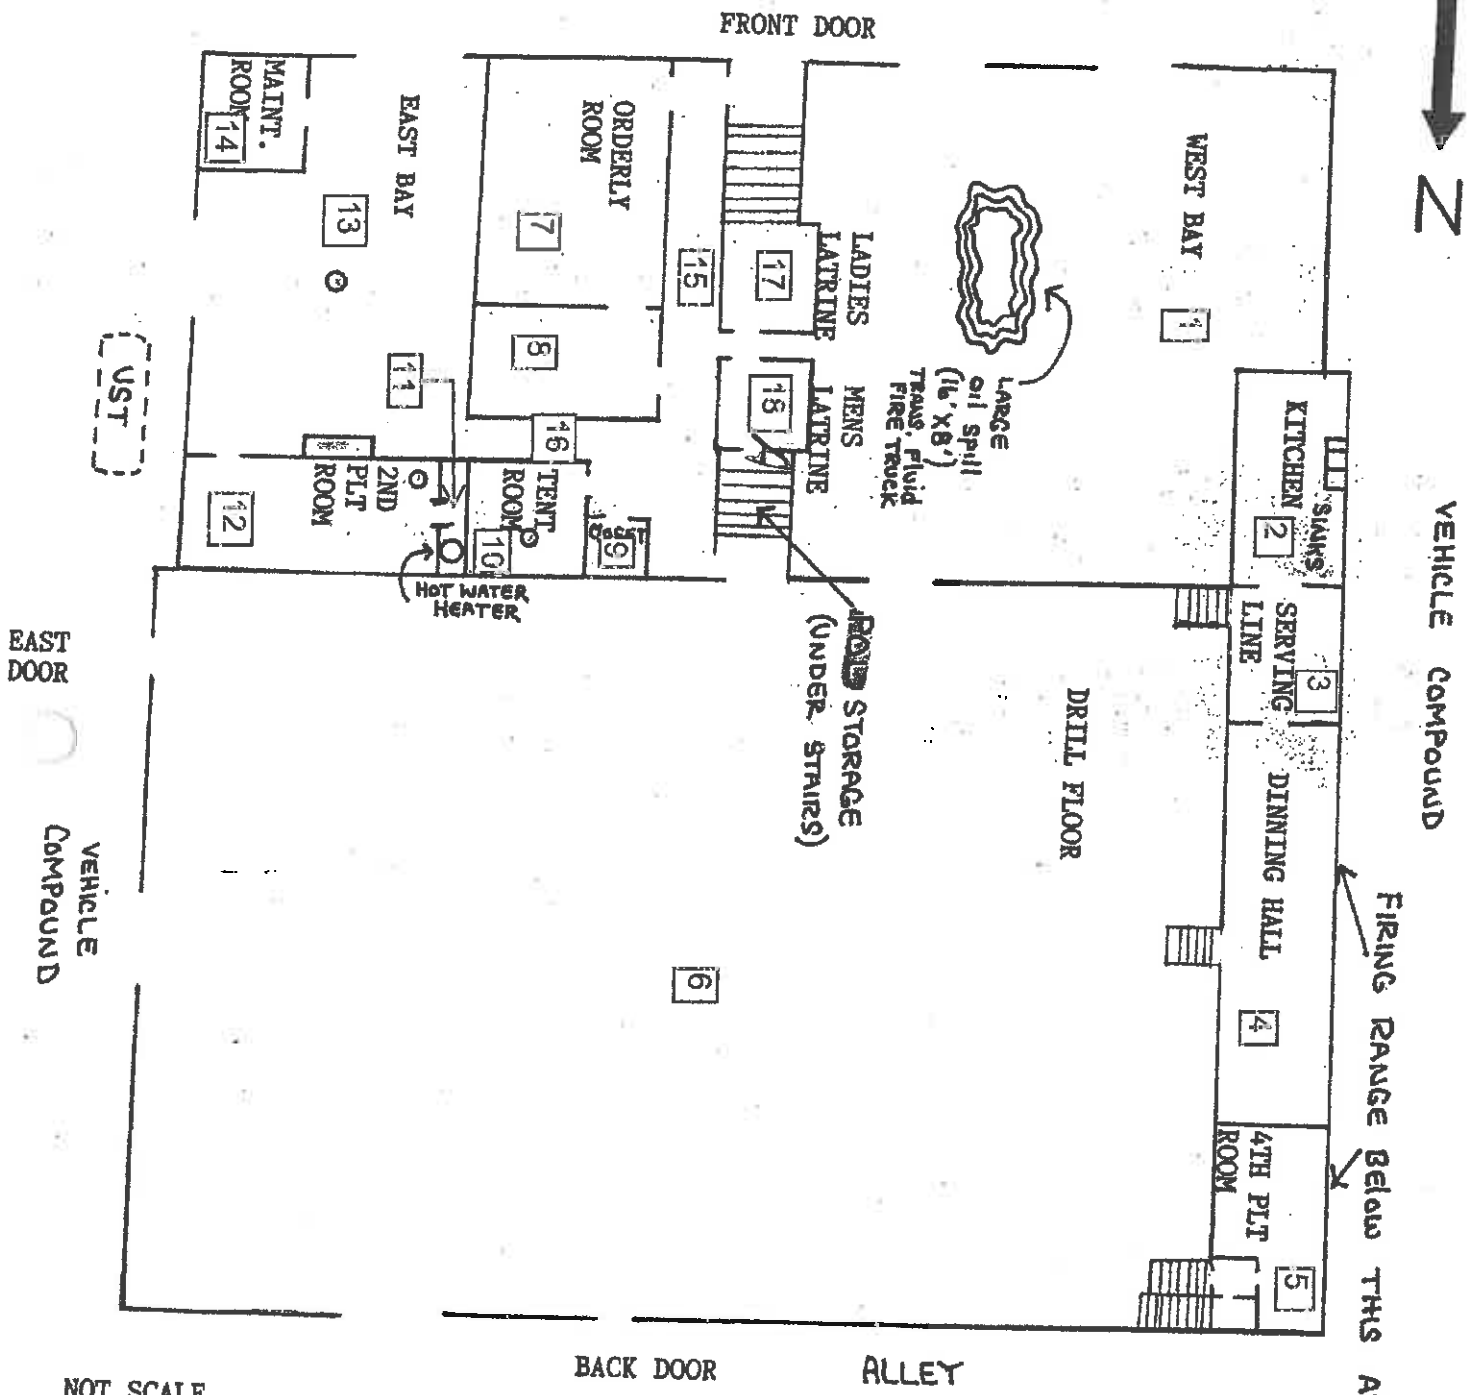 FRONT DOOR
N
MAINT.
ROOM
14
EAST BAY
13
ORDERLY
ROOM
7
8
15
17
LADIES
LATRINE
WEST BAY
1
LARGE
oil Spill
(16' X 8')
TRANS. Fluid
FIRE TRUCK
18
MENS
LATRINE
KITCHEN
SINKS
2
VEHICLE COMPOUND
UST
11
16
2ND
PLT
ROOM
12
TENT
ROOM
10
9
HOT WATER
HEATER
STORAGE
(UNDER STAIRS)
SERVING
LINE
3
EAST
DOOR
DRILL FLOOR
DINNING HALL
4
VEHICLE
COMPOUND
6
FIRING RANGE BELOW THIS
4TH PLT
ROOM
5
BACK DOOR
ALLEY
NOT SCALE